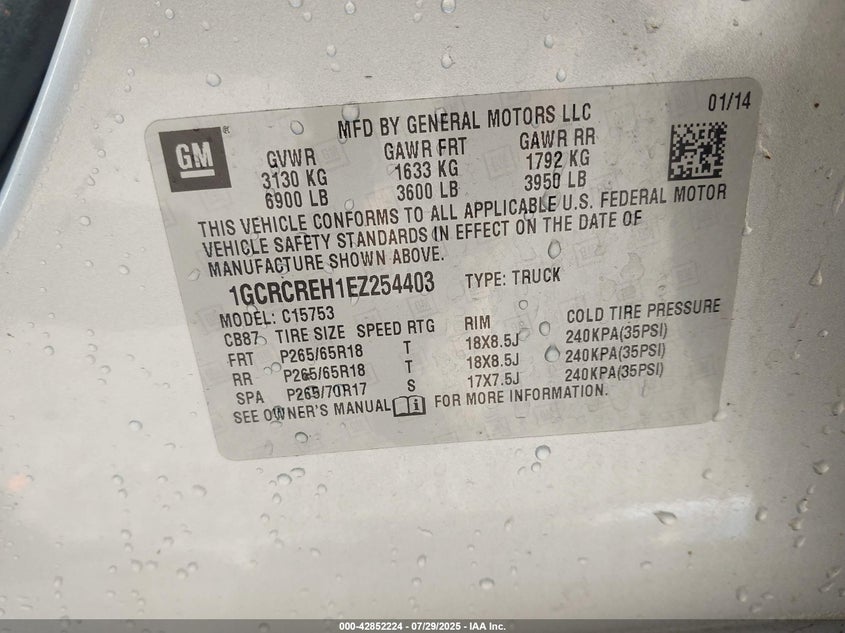 GM
®
MFD BY GENERAL MOTORS LLC
01/14
GVWR GAWR FRT GAWR RR
3130 KG 1633 KG 1792 KG
6900 LB 3600 LB 3950 LB
THIS VEHICLE CONFORMS TO ALL APPLICABLE U.S. FEDERAL MOTOR
VEHICLE SAFETY STANDARDS IN EFFECT ON THE DATE OF
MANUFACTURE SHOWN ABOVE.
1GCRCREH1EZ254403 TYPE: TRUCK
MODEL: C15753
CB87 TIRE SIZE SPEED RTG RIM COLD TIRE PRESSURE
FRT P265/65R18 T 18X8.5J 240KPA(35PSI)
RR P265/65R18 T 18X8.5J 240KPA(35PSI)
SPA P265/70R17 S 17X7.5J 240KPA(35PSI)
SEE OWNER'S MANUAL i FOR MORE INFORMATION.
000-42852224 - 07/29/2025 - IAA Inc.